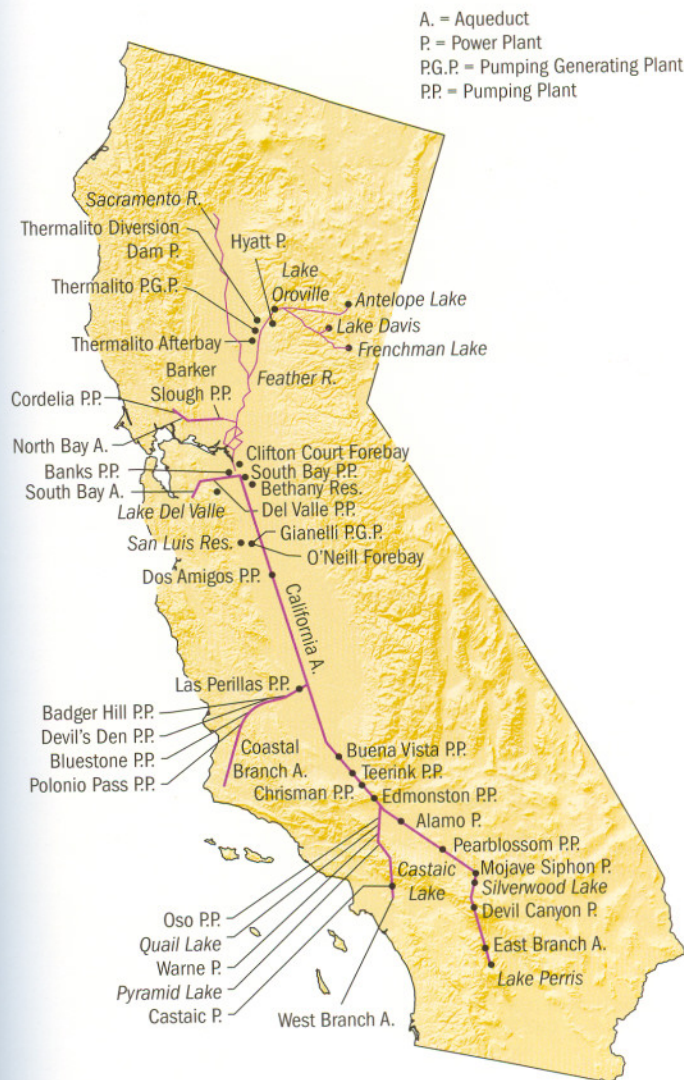 A. = Aqueduct
P. = Power Plant
P.G.P. = Pumping Generating Plant
P.P. = Pumping Plant
Sacramento R.
Thermalito Diversion
Dam P.
Hyatt P.
Lake
Oroville
Thermalito P.G.P.
Antelope Lake
Lake Davis
Thermalito Afterbay
Frenchman Lake
Barker
Slough P.P.
Feather R.
Cordelia P.P.
North Bay A.
Clifton Court Forebay
Banks P.P.
South Bay P.P.
South Bay A.
Bethany Res.
Lake Del Valle
Del Valle P.P.
Gianelli P.G.P.
San Luis Res.
O'Neill Forebay
Dos Amigos P.P.
California A.
Las Perillas P.P.
Badger Hill P.P.
Devil's Den P.P.
Bluestone P.P.
Polonio Pass P.P.
Coastal
Branch A.
Buena Vista P.P.
Teerink P.P.
Chrisman P.P.
Edmonston P.P.
Alamo P.
Pearblossom P.P.
Mojave Siphon P.
Castaic
Lake
Silverwood Lake
Devil Canyon P.
Oso P.P.
Quail Lake
Warne P.
Pyramid Lake
Castaic P.
East Branch A.
Lake Perris
West Branch A.